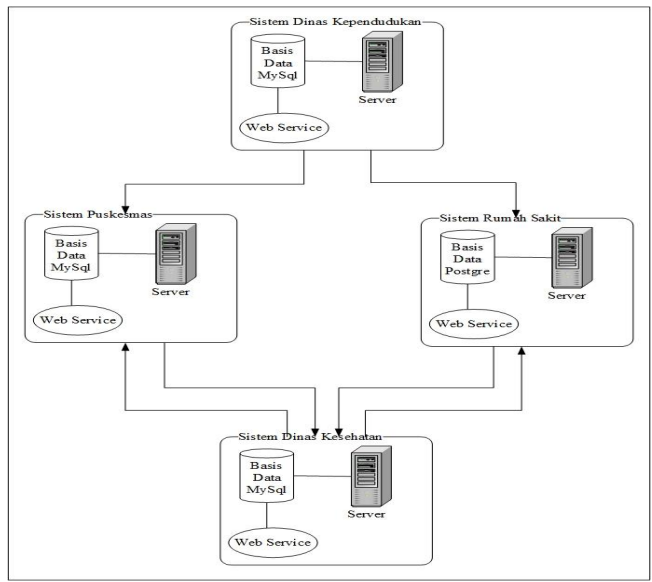 Sistem Dinas Kependudukan
Basis
Data
MySql
Server
Web Service
Sistem Puskesmas
Basis
Data
MySql
Server
Web Service
Sistem Rumah Sakit
Basis
Data
Postgre
Server
Web Service
Sistem Dinas Kesehatan
Basis
Data
MySql
Server
Web Service